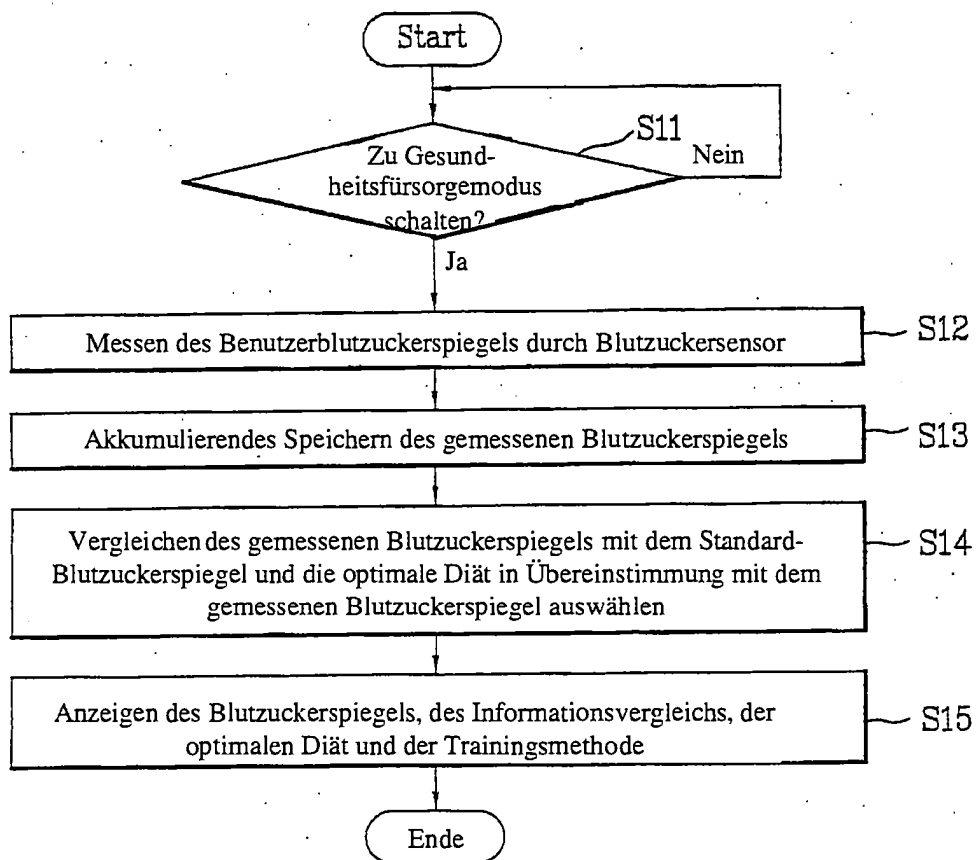 Start
S11
Zu Gesund-
heitsfürsorgemodus
schalten?
Nein
Ja
Messen des Benutzerblutzuckerspiegels durch Blutzuckersensor
S12
Akkumulierendes Speichern des gemessenen Blutzuckerspiegels
S13
Vergleichen des gemessenen Blutzuckerspiegels mit dem Standard-
Blutzuckerspiegel und die optimale Diät in Übereinstimmung mit dem
gemessenen Blutzuckerspiegel auswählen
S14
Anzeigen des Blutzuckerspiegels, des Informationsvergleichs, der
optimalen Diät und der Trainingsmethode
S15
Ende